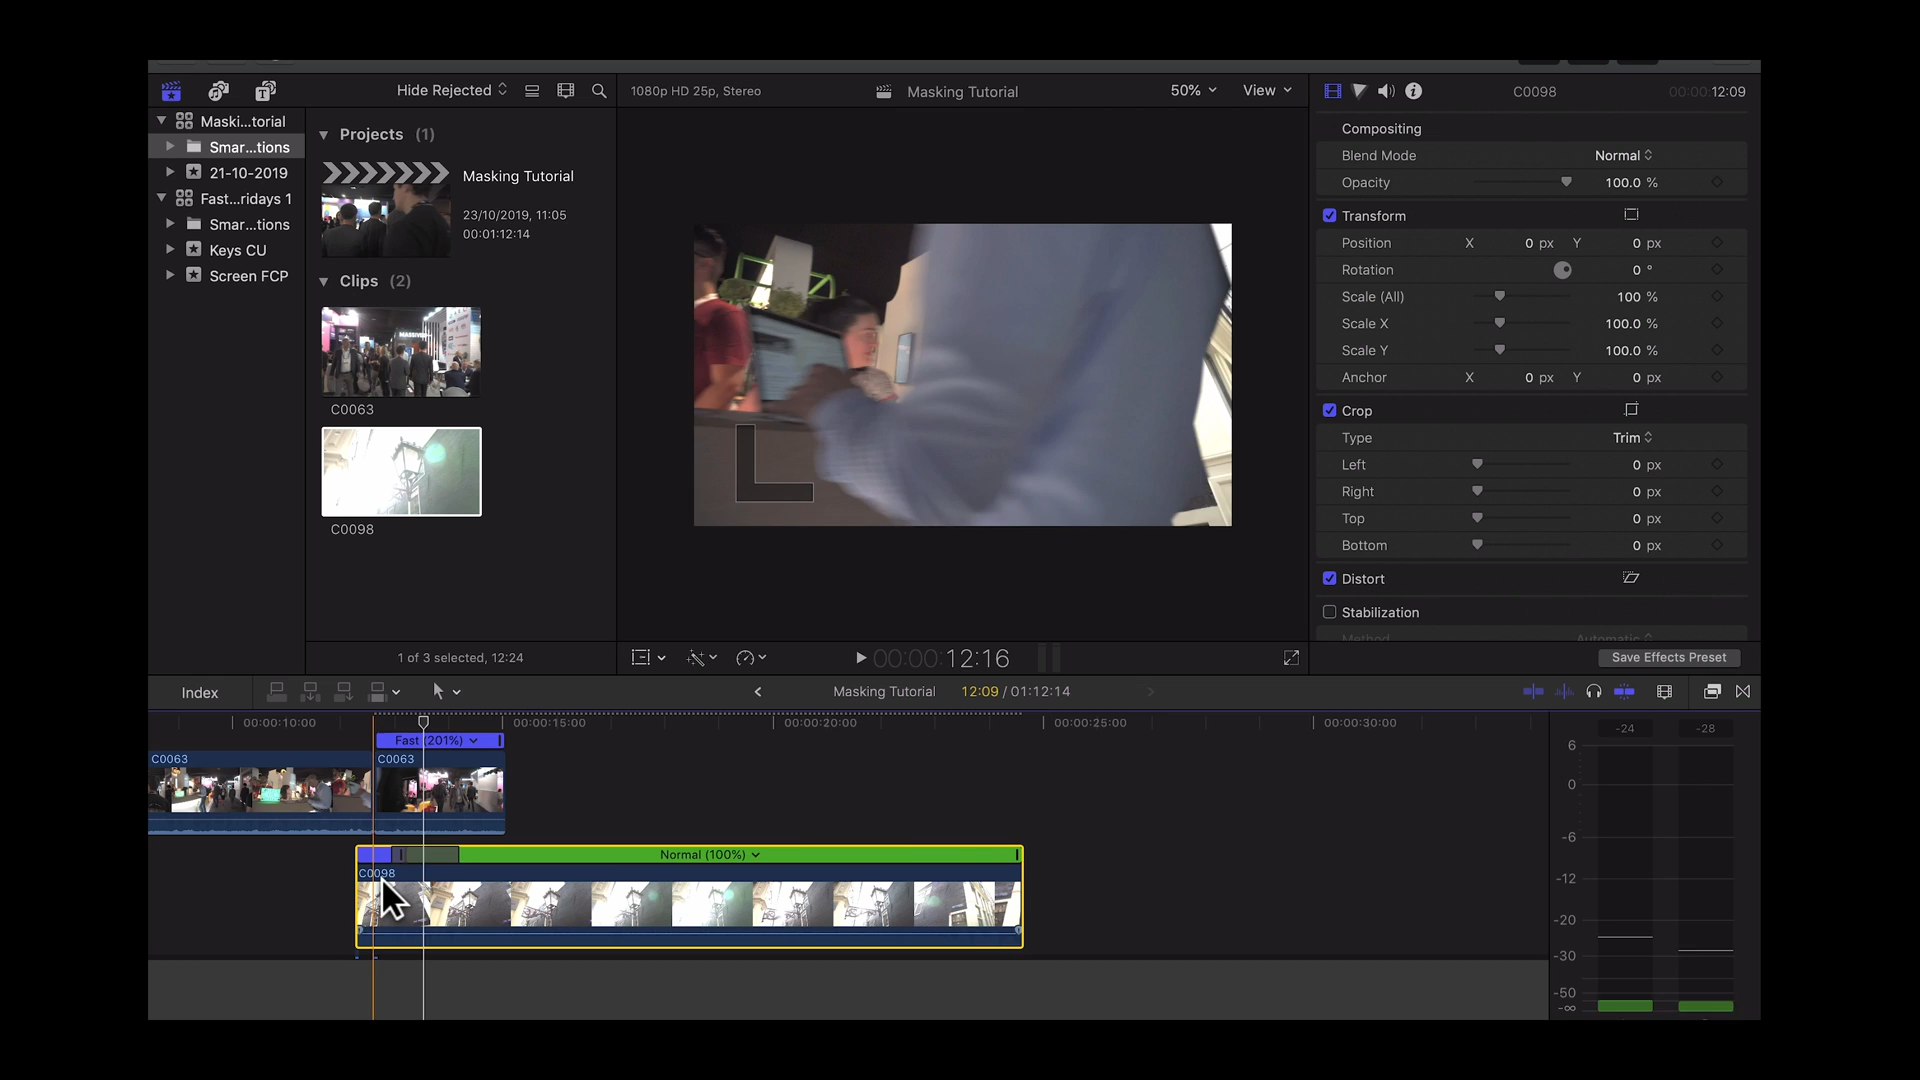 Hide Rejected
1080p HD 25p, Stereo
Masking Tutorial
50%
View
C0098
00:00:12:09
Maski...torial
Smar...tions
21-10-2019
Fast...ridays 1
Smar...tions
Keys CU
Screen FCP
Projects (1)
Masking Tutorial
23/10/2019, 11:05
00:01:12:14
Clips (2)
C0063
C0098
1 of 3 selected, 12:24
00:00:12:16
Compositing
Blend Mode Normal
Opacity 100.0 %
Transform
Position X 0 px Y 0 px
Rotation 0 °
Scale (All) 100 %
Scale X 100.0 %
Scale Y 100.0 %
Anchor X 0 px Y 0 px
Crop
Type Trim
Left 0 px
Right 0 px
Top 0 px
Bottom 0 px
Distort
Stabilization
Method Automatic
Save Effects Preset
Index
Masking Tutorial
12:09 / 01:12:14
00:00:10:00
00:00:15:00
00:00:20:00
00:00:25:00
00:00:30:00
Fast (201%)
C0063
C0063
Normal (100%)
C0098
-24
-28
6
0
-6
-12
-20
-30
-50
-∞